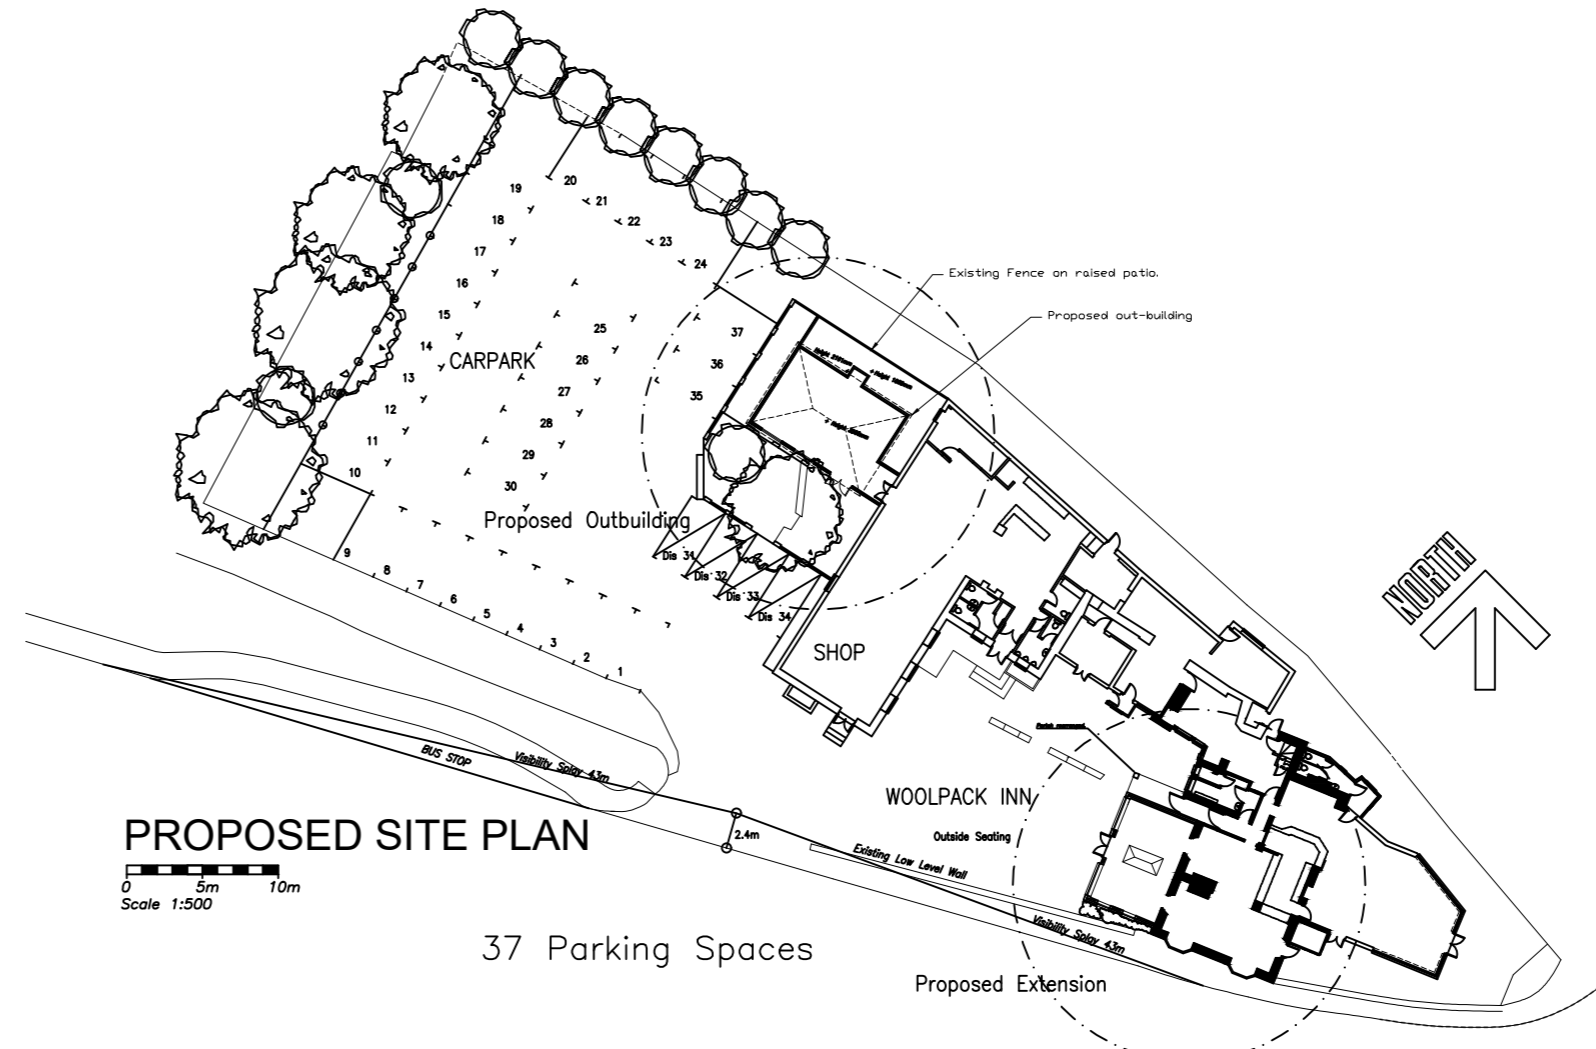 19
20
21
18
22
17
23
24
16
15
25
37
14
26
CARPARK
36
13
27
35
12
28
11
29
10
30
Existing Fence on raised patio.
Proposed out-building
Proposed Outbuilding
9
8
7
6
5
4
3
2
1
Dis 31
Dis 32
Dis 33
Dis 34
SHOP
NORTH
BUS STOP
Visibility Splay 43m
2.4m
WOOLPACK INN
Outside Seating
Existing Low Level Wall
Visibility Splay 43m
Proposed Extension
PROPOSED SITE PLAN
0 5m 10m
Scale 1:500
37 Parking Spaces